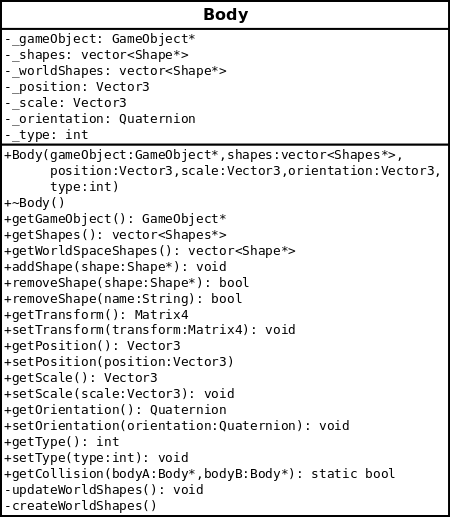 Body
-_gameObject: GameObject*
-_shapes: vector<Shape*>
-_worldShapes: vector<Shape*>
-_position: Vector3
-_scale: Vector3
-_orientation: Quaternion
-_type: int
+Body(gameObject:GameObject*,shapes:vector<Shapes*>,
position:Vector3,scale:Vector3,orientation:Vector3,
type:int)
+~Body()
+getGameObject(): GameObject*
+getShapes(): vector<Shapes*>
+getWorldSpaceShapes(): vector<Shape*>
+addShape(shape:Shape*): void
+removeShape(shape:Shape*): bool
+removeShape(name:String): bool
+getTransform(): Matrix4
+setTransform(transform:Matrix4): void
+getPosition(): Vector3
+setPosition(position:Vector3)
+getScale(): Vector3
+setScale(scale:Vector3): void
+getOrientation(): Quaternion
+setOrientation(orientation:Quaternion): void
+getType(): int
+setType(type:int): void
+getCollision(bodyA:Body*,bodyB:Body*): static bool
-updateWorldShapes(): void
-createWorldShapes()